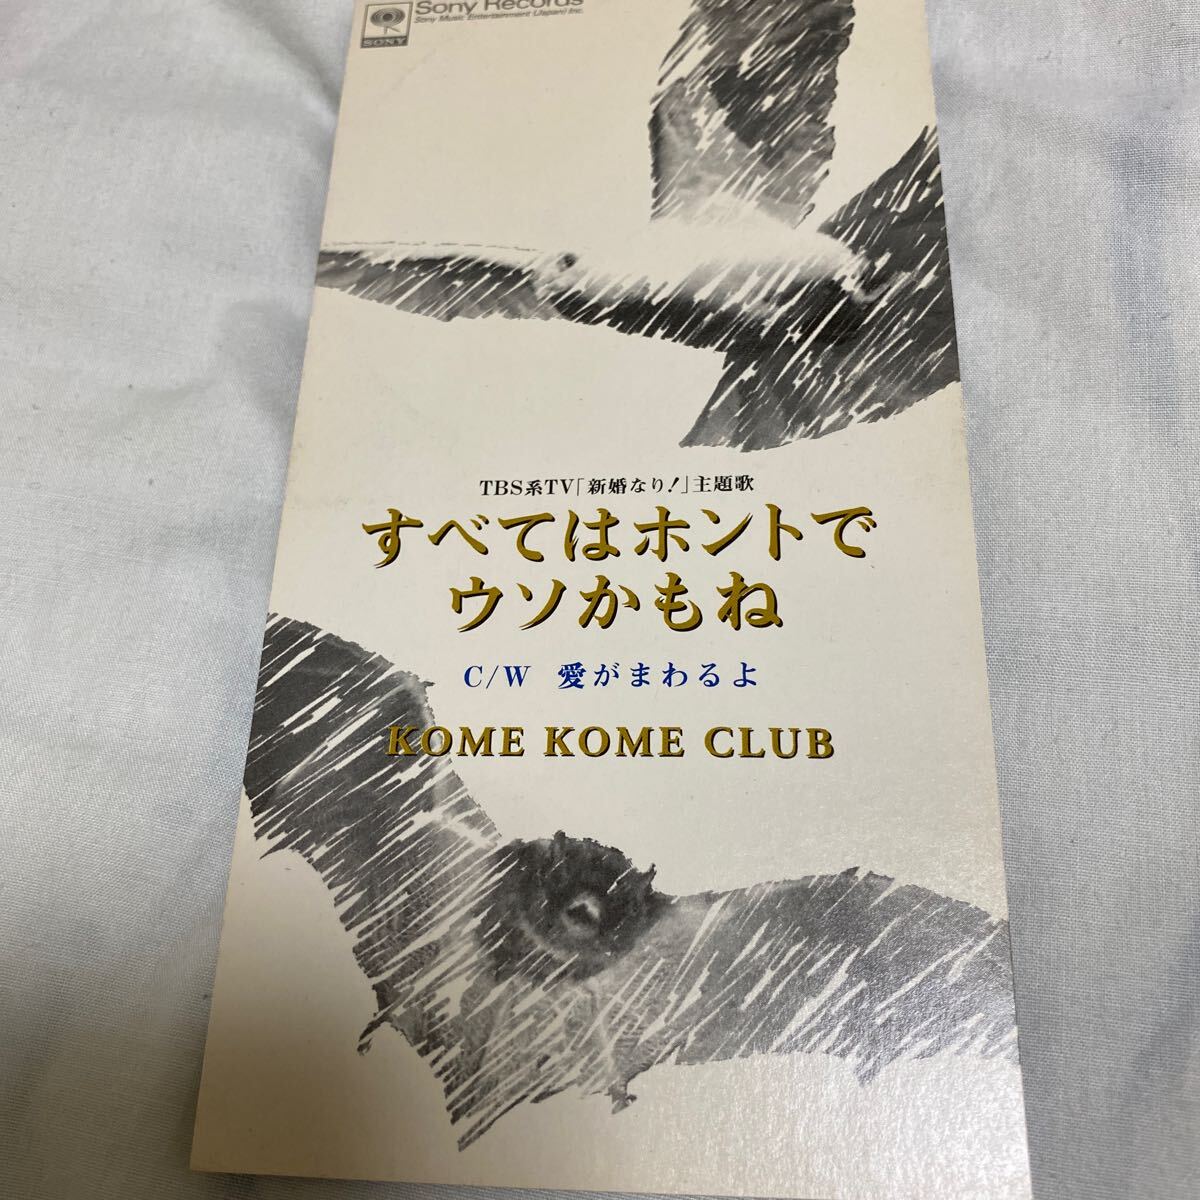 Sony Records
Sony Music Entertainment (Japan) Inc.
SONY
TBS系TV「新婚なり!」主題歌
すべてはホントで
ウソかもね
C/W 愛がまわるよ
KOME KOME CLUB